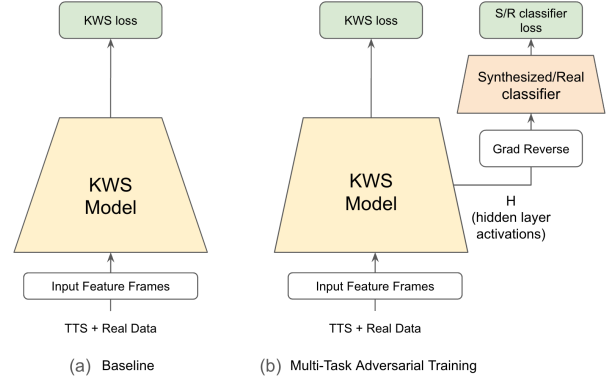 KWS loss
KWS
Model
Input Feature Frames
TTS + Real Data
(a) Baseline
KWS loss
S/R classifier
loss
Synthesized/Real
classifier
Grad Reverse
KWS
Model
H
(hidden layer
activations)
Input Feature Frames
TTS + Real Data
(b) Multi-Task Adversarial Training